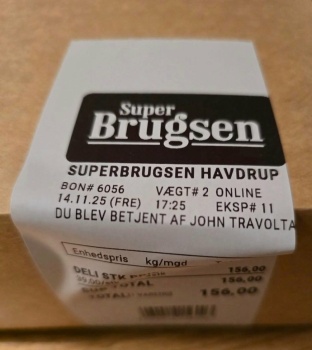 Super
Brugsen
SUPERBRUGSEN HAVDRUP
BON# 6056 VÆGT# 2 ONLINE
14.11.25 (FRE) 17:25 EKSP# 11
DU BLEV BETJENT AF JOHN TRAVOLTA
Enhedspris kg/mgd
DELI STK 156,00
TOTAL 156,00
156,00